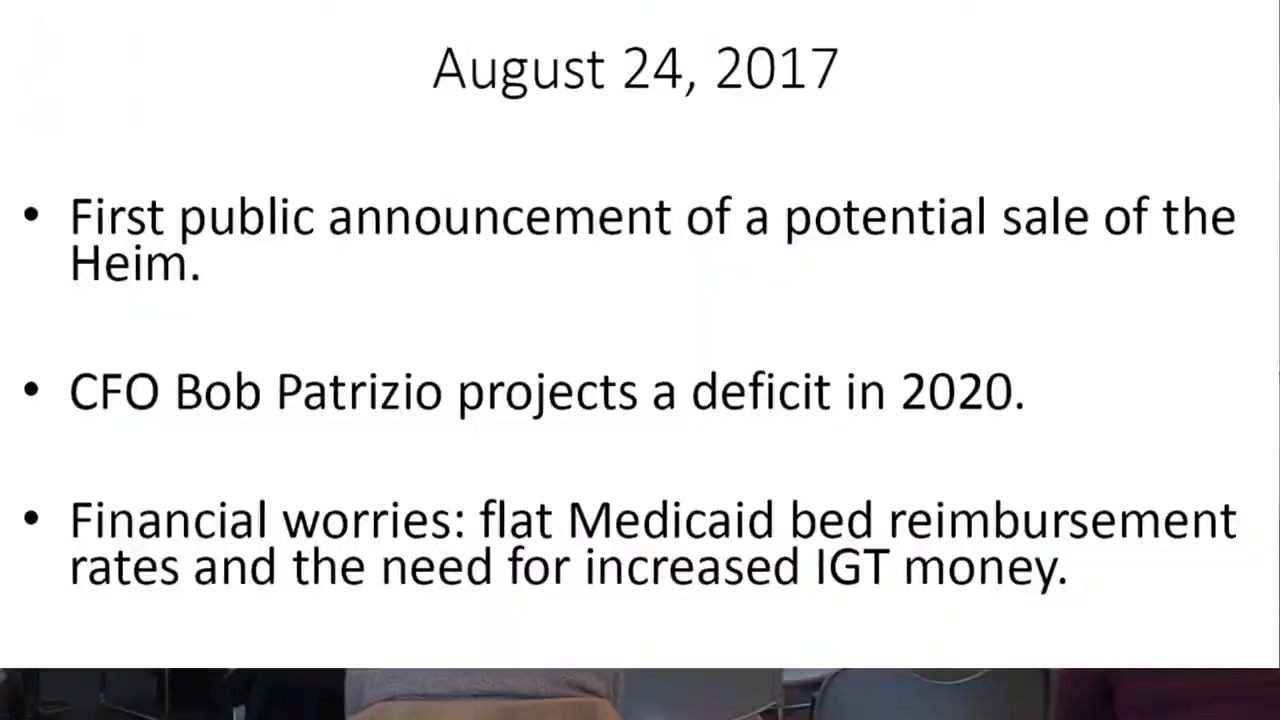 August 24, 2017
• First public announcement of a potential sale of the
Heim.
• CFO Bob Patrizio projects a deficit in 2020.
• Financial worries: flat Medicaid bed reimbursement
rates and the need for increased IGT money.